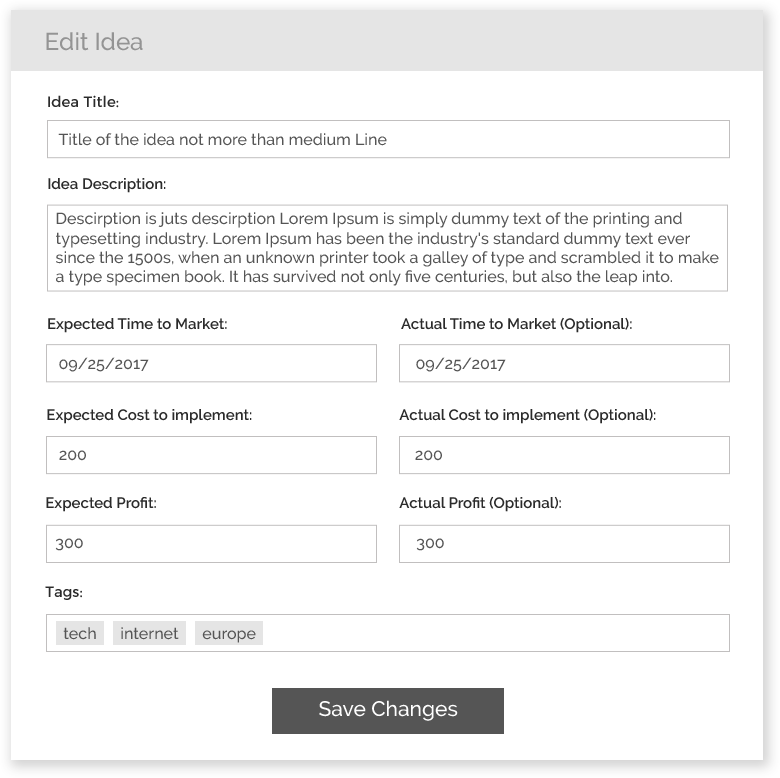 Edit Idea
Idea Title:
Title of the idea not more than medium Line
Idea Description:
Descirption is juts descirption Lorem Ipsum is simply dummy text of the printing and
typesetting industry. Lorem Ipsum has been the industry's standard dummy text ever
since the 1500s, when an unknown printer took a galley of type and scrambled it to make
a type specimen book. It has survived not only five centuries, but also the leap into.
Expected Time to Market: Actual Time to Market (Optional):
09/25/2017 09/25/2017
Expected Cost to implement: Actual Cost to implement (Optional):
200 200
Expected Profit: Actual Profit (Optional):
300 300
Tags:
tech internet europe
Save Changes